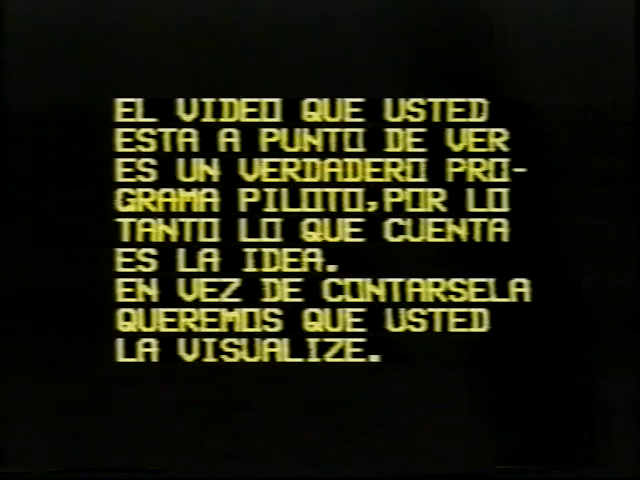 EL VIDEO QUE USTED
ESTA A PUNTO DE VER
ES UN VERDADERO PRO-
GRAMA PILOTO,POR LO
TANTO LO QUE CUENTA
ES LA IDEA.
EN VEZ DE CONTARSELA
QUEREMOS QUE USTED
LA VISUALIZE.